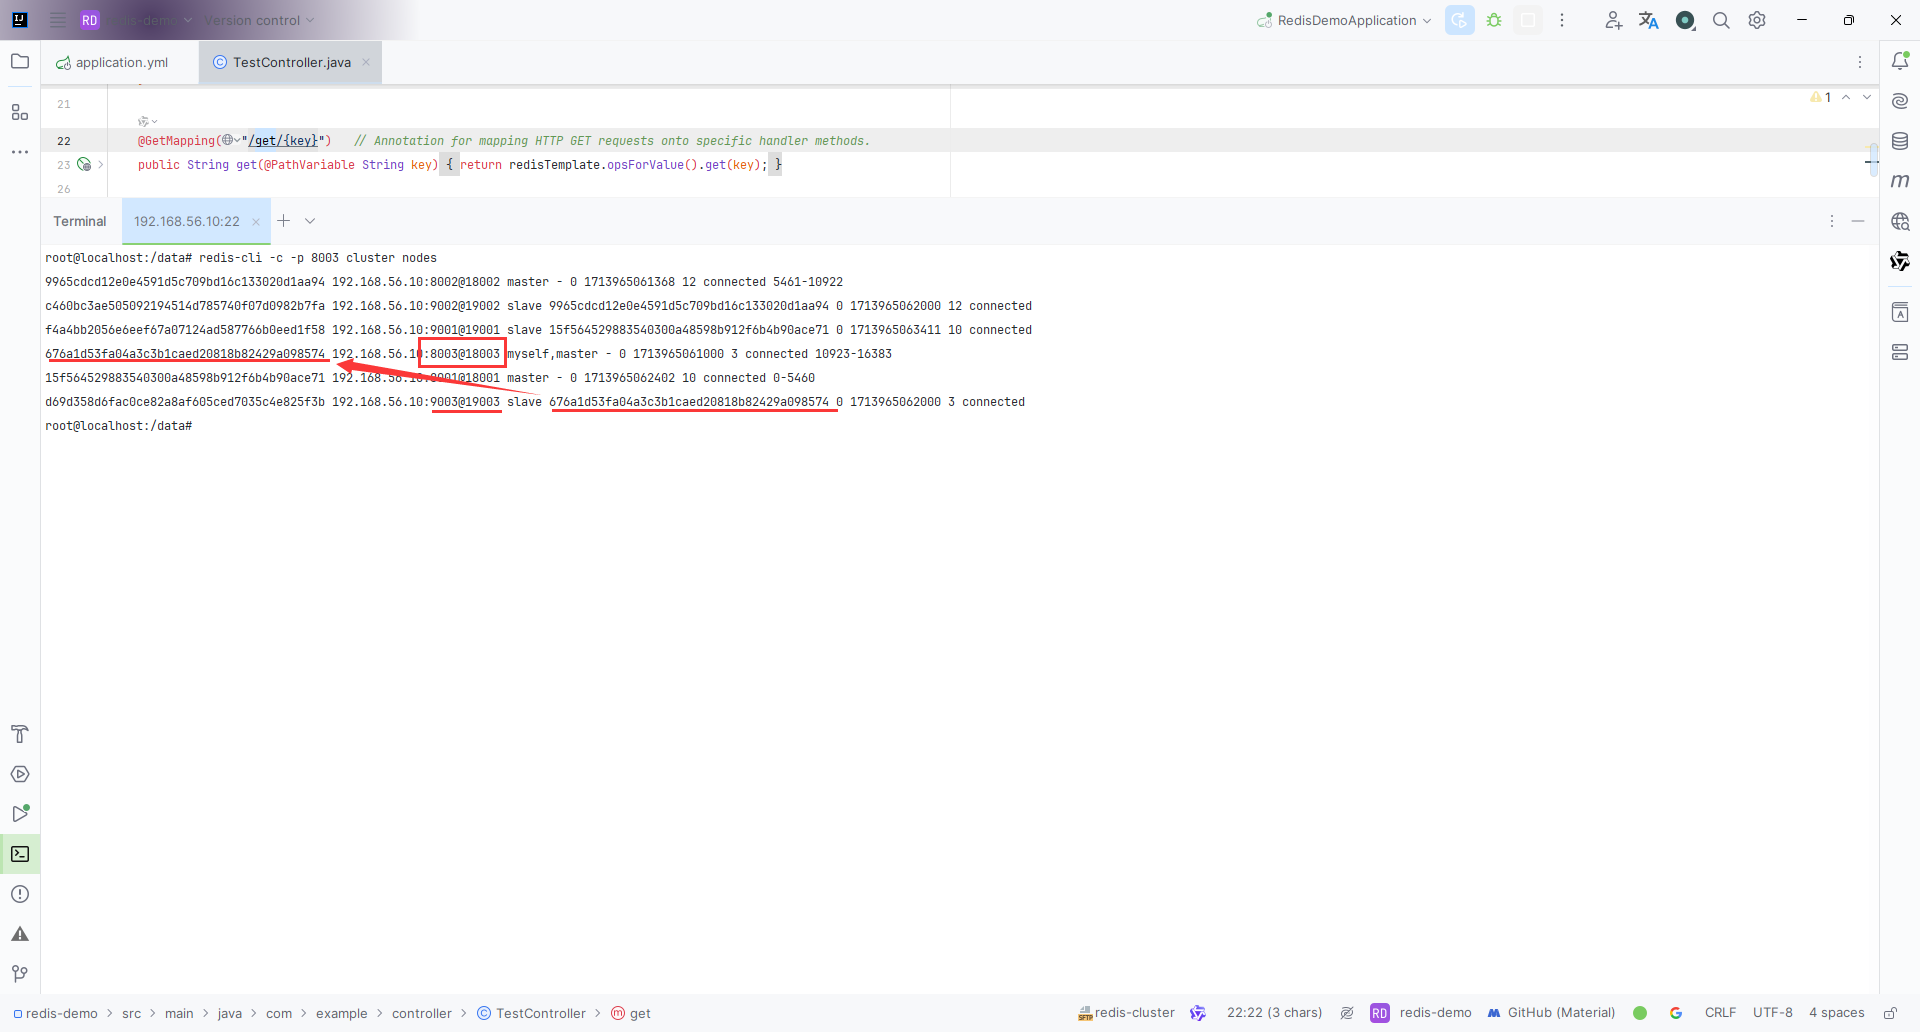 RD redis-demo Version control RedisDemoApplication
application.yml TestController.java
21
1
22 @GetMapping("/get/{key}") // Annotation for mapping HTTP GET requests onto specific handler methods.
23 public String get(@PathVariable String key) { return redisTemplate.opsForValue().get(key); }
26
Terminal 192.168.56.10:22
root@localhost:/data# redis-cli -c -p 8003 cluster nodes
9965cdcd12e0e4591d5c709bd16c133020d1aa94 192.168.56.10:8002@18002 master - 0 1713965061368 12 connected 5461-10922
c460bc3ae505092194514d785740f07d0982b7fa 192.168.56.10:9002@19002 slave 9965cdcd12e0e4591d5c709bd16c133020d1aa94 0 1713965062000 12 connected
f4a4bb2056e6eef67a07124ad587766b0eed1f58 192.168.56.10:9001@19001 slave 15f564529883540300a48598b912f6b4b90ace71 0 1713965063411 10 connected
676a1d53fa04a3c3b1caed20818b82429a098574 192.168.56.10:8003@18003 myself,master - 0 1713965061000 3 connected 10923-16383
15f564529883540300a48598b912f6b4b90ace71 192.168.56.10:8001@18001 master - 0 1713965062402 10 connected 0-5460
d69d358d6fac0ce82a8af605ced7035c4e825f3b 192.168.56.10:9003@19003 slave 676a1d53fa04a3c3b1caed20818b82429a098574 0 1713965062000 3 connected
root@localhost:/data#
redis-demo src main java com example controller TestController get redis-cluster 22:22 (3 chars) RD redis-demo GitHub (Material) CRLF UTF-8 4 spaces